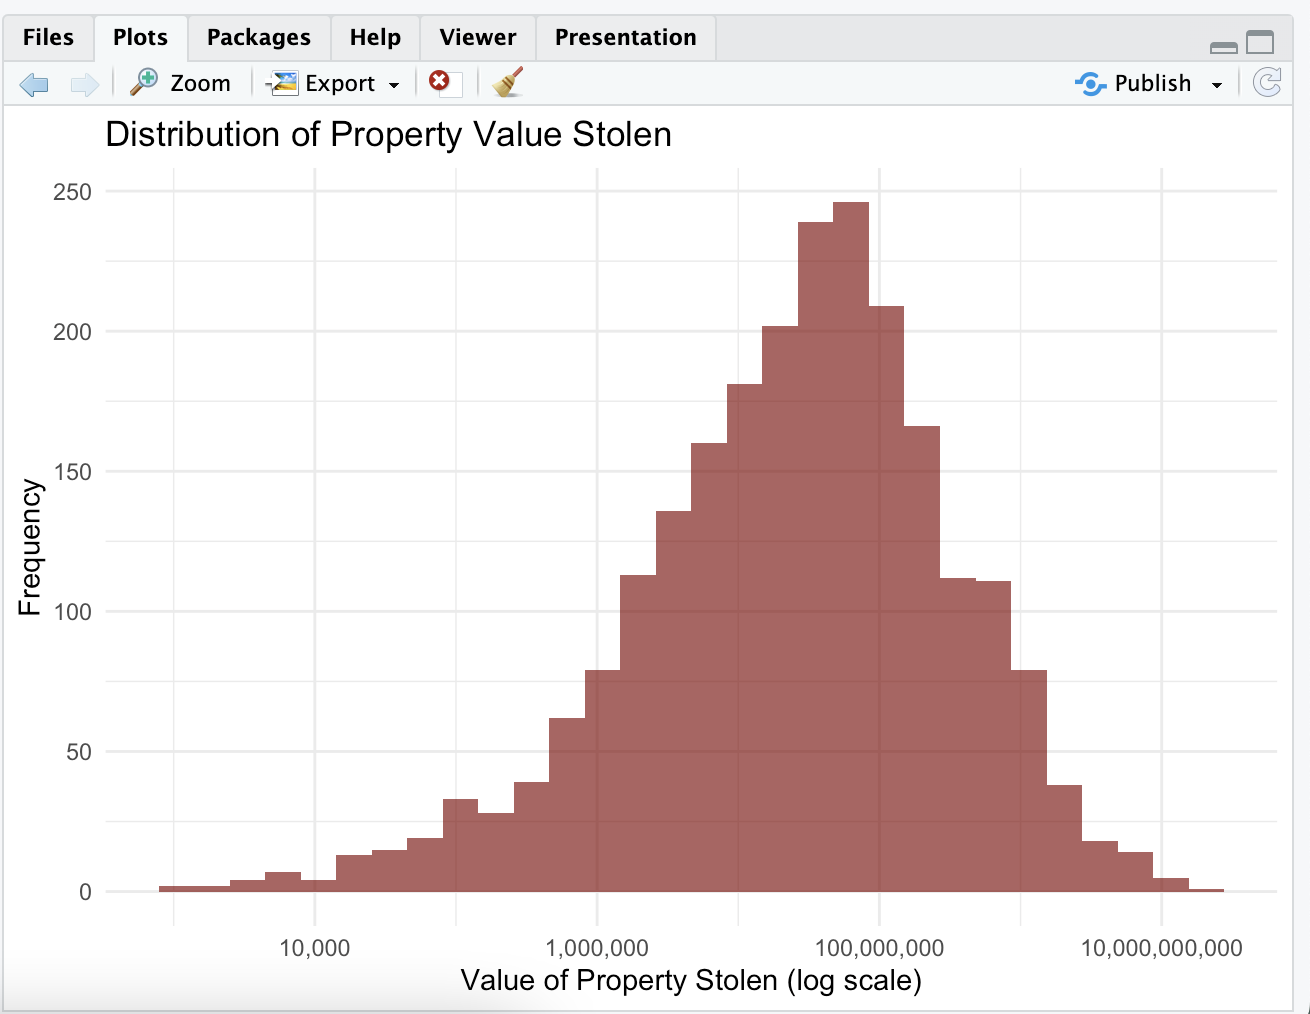 Files Plots Packages Help Viewer Presentation
Zoom Export Publish
Distribution of Property Value Stolen
250
200
150
100
50
0
Frequency
10,000 1,000,000 100,000,000 10,000,000,000
Value of Property Stolen (log scale)